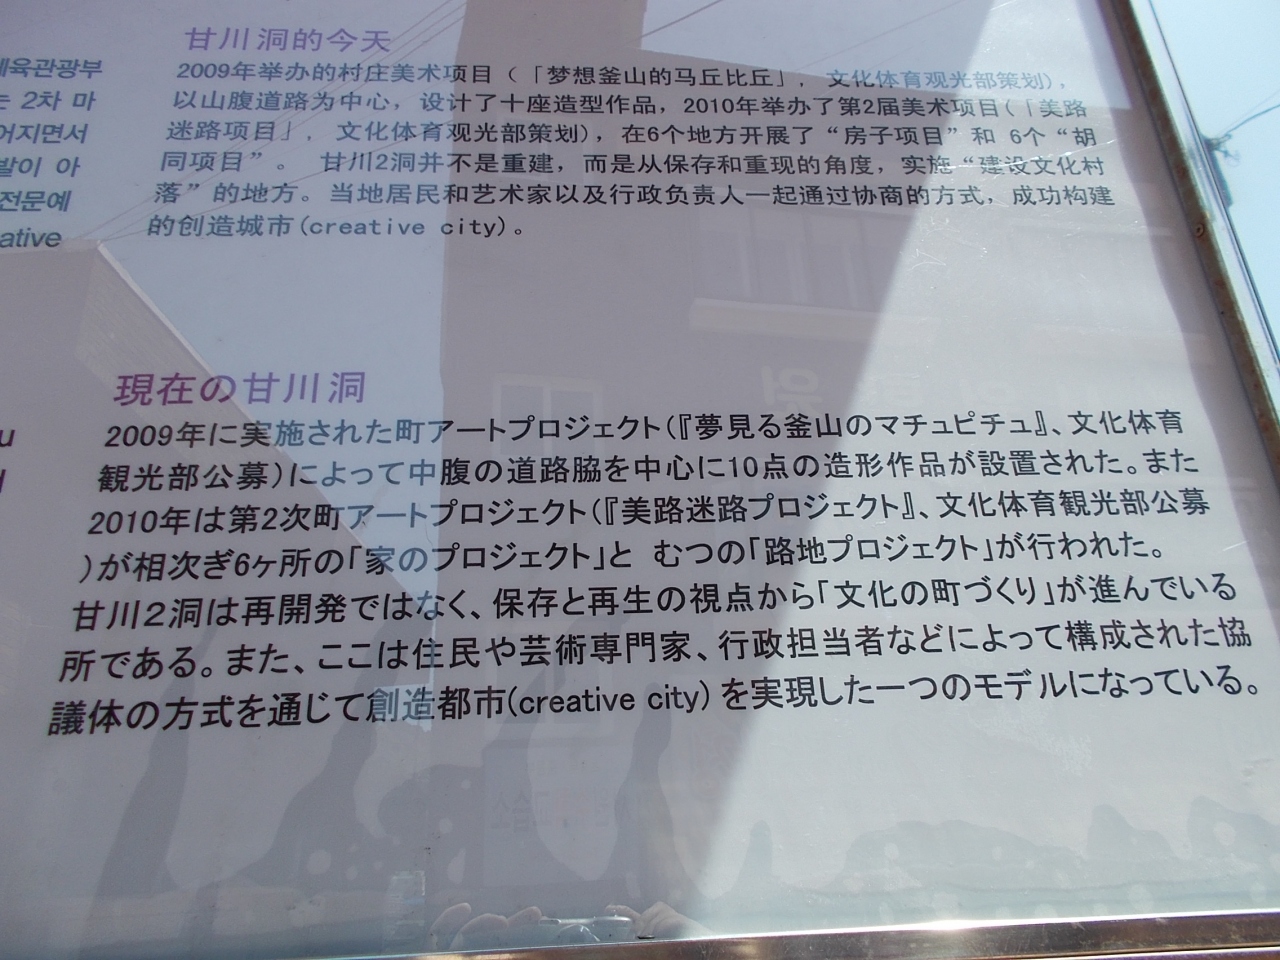 甘川洞的今天
2009年举办的村庄美术项目（「梦想釜山的马丘比丘」，文化体育观光部策划），
以山腹道路为中心，设计了十座造型作品，2010年举办了第2届美术项目(「美路
迷路项目」，文化体育观光部策划)，在6个地方开展了“房子项目”和 6个“胡
同项目”。 甘川2洞并不是重建，而是从保存和重现的角度，实施“建设文化村
落”的地方。当地居民和艺术家以及行政负责人一起通过协商的方式，成功构建
的创造城市(creative city)。
육관광부
2차 마
어지면서
발이 아
전문예
ative
現在の甘川洞
2009年に実施された町アートプロジェクト(『夢見る釜山のマチュピチュ』、文化体育
観光部公募)によって中腹の道路脇を中心に10点の造形作品が設置された。また
2010年は第2次町アートプロジェクト(『美路迷路プロジェクト』、文化体育観光部公募
)が相次ぎ6ヶ所の「家のプロジェクト」と むつの「路地プロジェクト」が行われた。
甘川２洞は再開発ではなく、保存と再生の視点から「文化の町づくり」が進んでいる
所である。また、ここは住民や芸術専門家、行政担当者などによって構成された協
議体の方式を通じて創造都市(creative city) を実現した一つのモデルになっている。